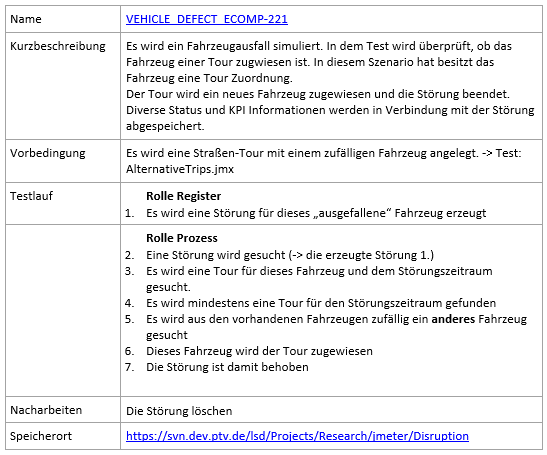 Name VEHICLE_DEFECT_ECOMP-221
Kurzbeschreibung Es wird ein Fahrzeugausfall simuliert. In dem Test wird überprüft, ob das
Fahrzeug einer Tour zugwiesen ist. In diesem Szenario hat besitzt das
Fahrzeug eine Tour Zuordnung.
Der Tour wird ein neues Fahrzeug zugewiesen und die Störung beendet.
Diverse Status und KPI Informationen werden in Verbindung mit der Störung
abgespeichert.
Vorbedingung Es wird eine Straßen-Tour mit einem zufälligen Fahrzeug angelegt. -> Test:
AlternativeTrips.jmx
Testlauf Rolle Register
1. Es wird eine Störung für dieses „ausgefallene“ Fahrzeug erzeugt
Rolle Prozess
2. Eine Störung wird gesucht (-> die erzeugte Störung 1.)
3. Es wird eine Tour für dieses Fahrzeug und dem Störungszeitraum
gesucht.
4. Es wird mindestens eine Tour für den Störungszeitraum gefunden
5. Es wird aus den vorhandenen Fahrzeugen zufällig ein anderes Fahrzeug
gesucht
6. Dieses Fahrzeug wird der Tour zugewiesen
7. Die Störung ist damit behoben
Nacharbeiten Die Störung löschen
Speicherort https://svn.dev.ptv.de/lsd/Projects/Research/jmeter/Disruption